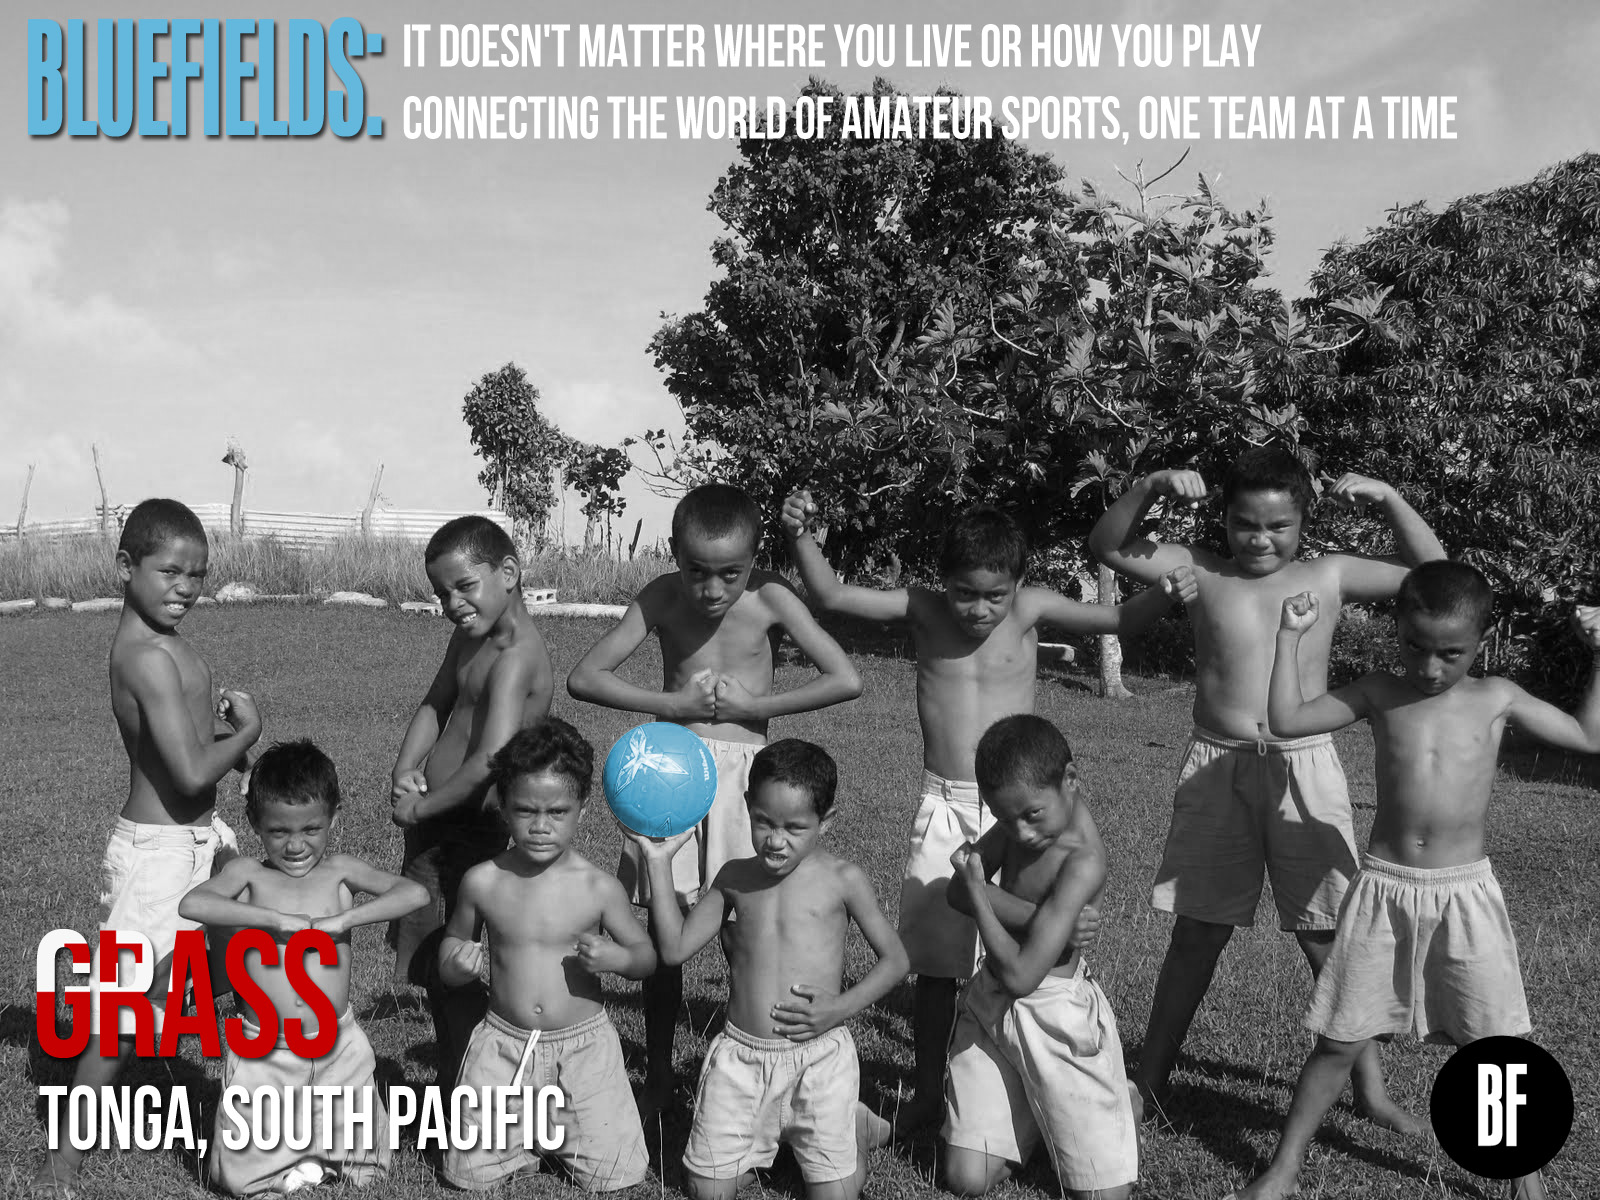 BLUEFIELDS:
IT DOESN'T MATTER WHERE YOU LIVE OR HOW YOU PLAY
CONNECTING THE WORLD OF AMATEUR SPORTS, ONE TEAM AT A TIME
GRASS
TONGA, SOUTH PACIFIC
BF